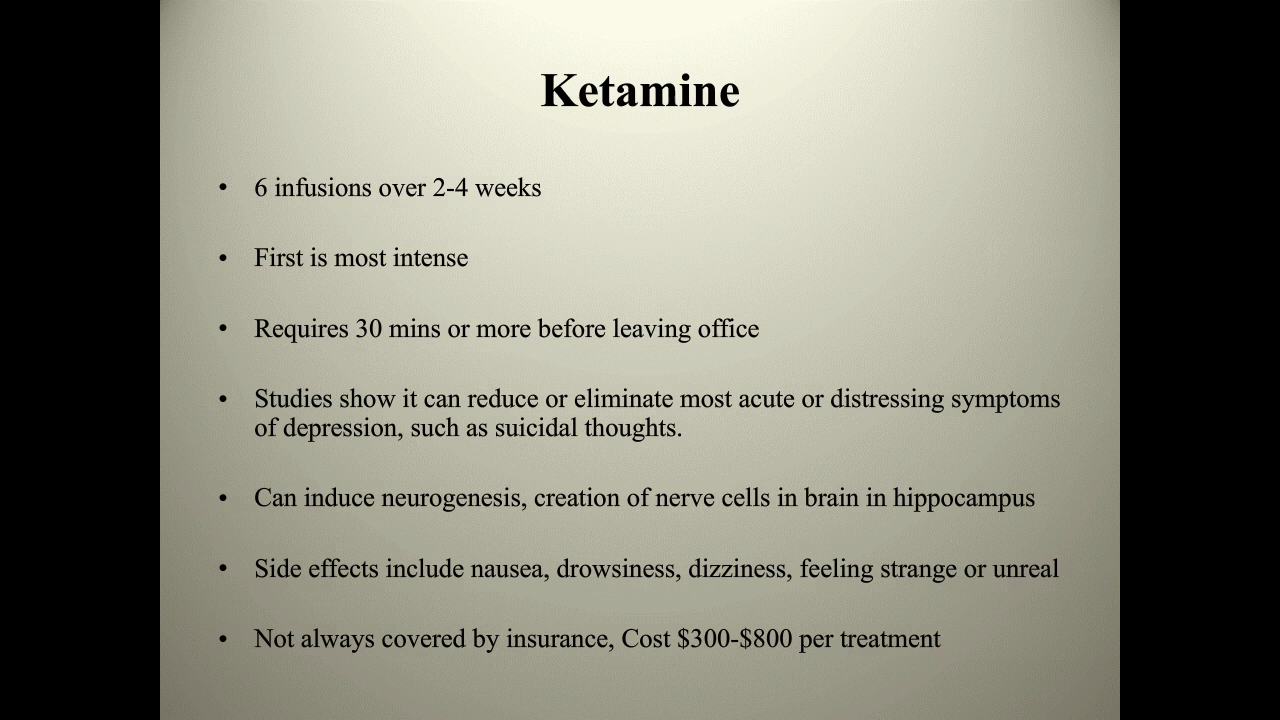 Ketamine
• 6 infusions over 2-4 weeks
• First is most intense
• Requires 30 mins or more before leaving office
• Studies show it can reduce or eliminate most acute or distressing symptoms
of depression, such as suicidal thoughts.
• Can induce neurogenesis, creation of nerve cells in brain in hippocampus
• Side effects include nausea, drowsiness, dizziness, feeling strange or unreal
• Not always covered by insurance, Cost $300-$800 per treatment